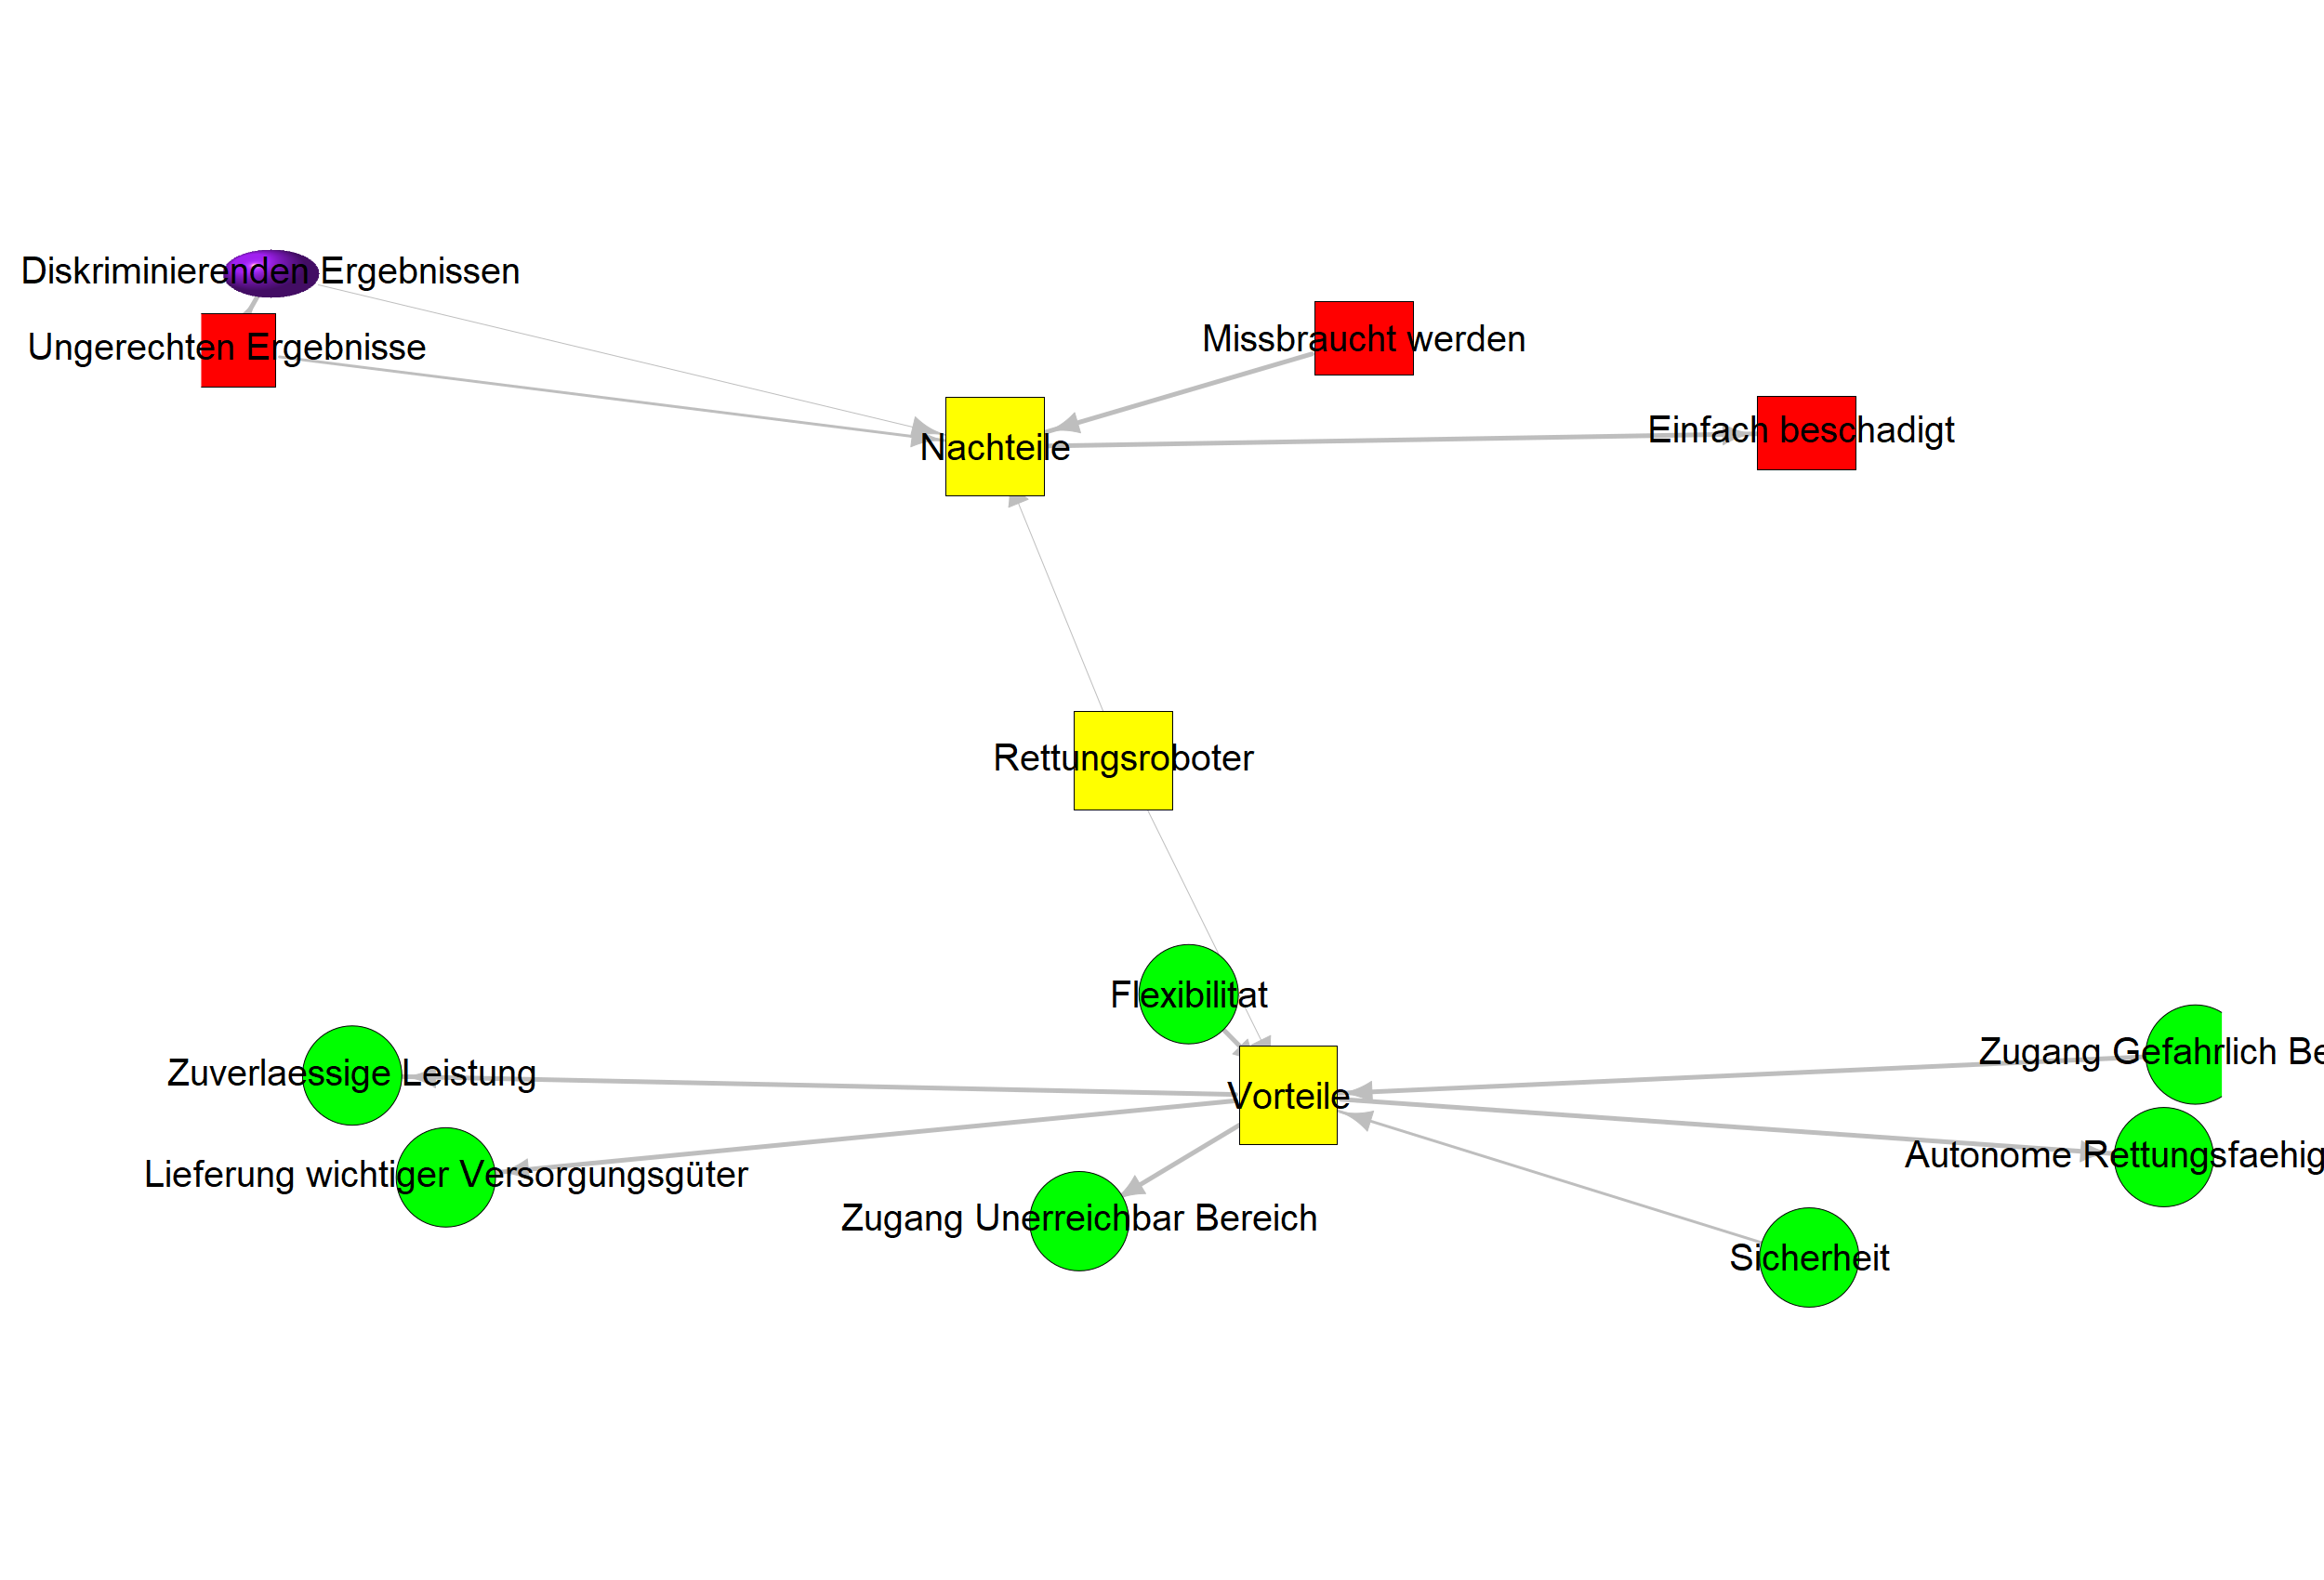 Diskriminierenden Ergebnissen
Ungerechten Ergebnisse
Missbraucht werden
Einfach beschadigt
Nachteile
Rettungsroboter
Flexibilitat
Zugang Gefahrlich Be
Zuverlaessige Leistung
Vorteile
Autonome Rettungsfaehig
Lieferung wichtiger Versorgungsgüter
Zugang Unerreichbar Bereich
Sicherheit